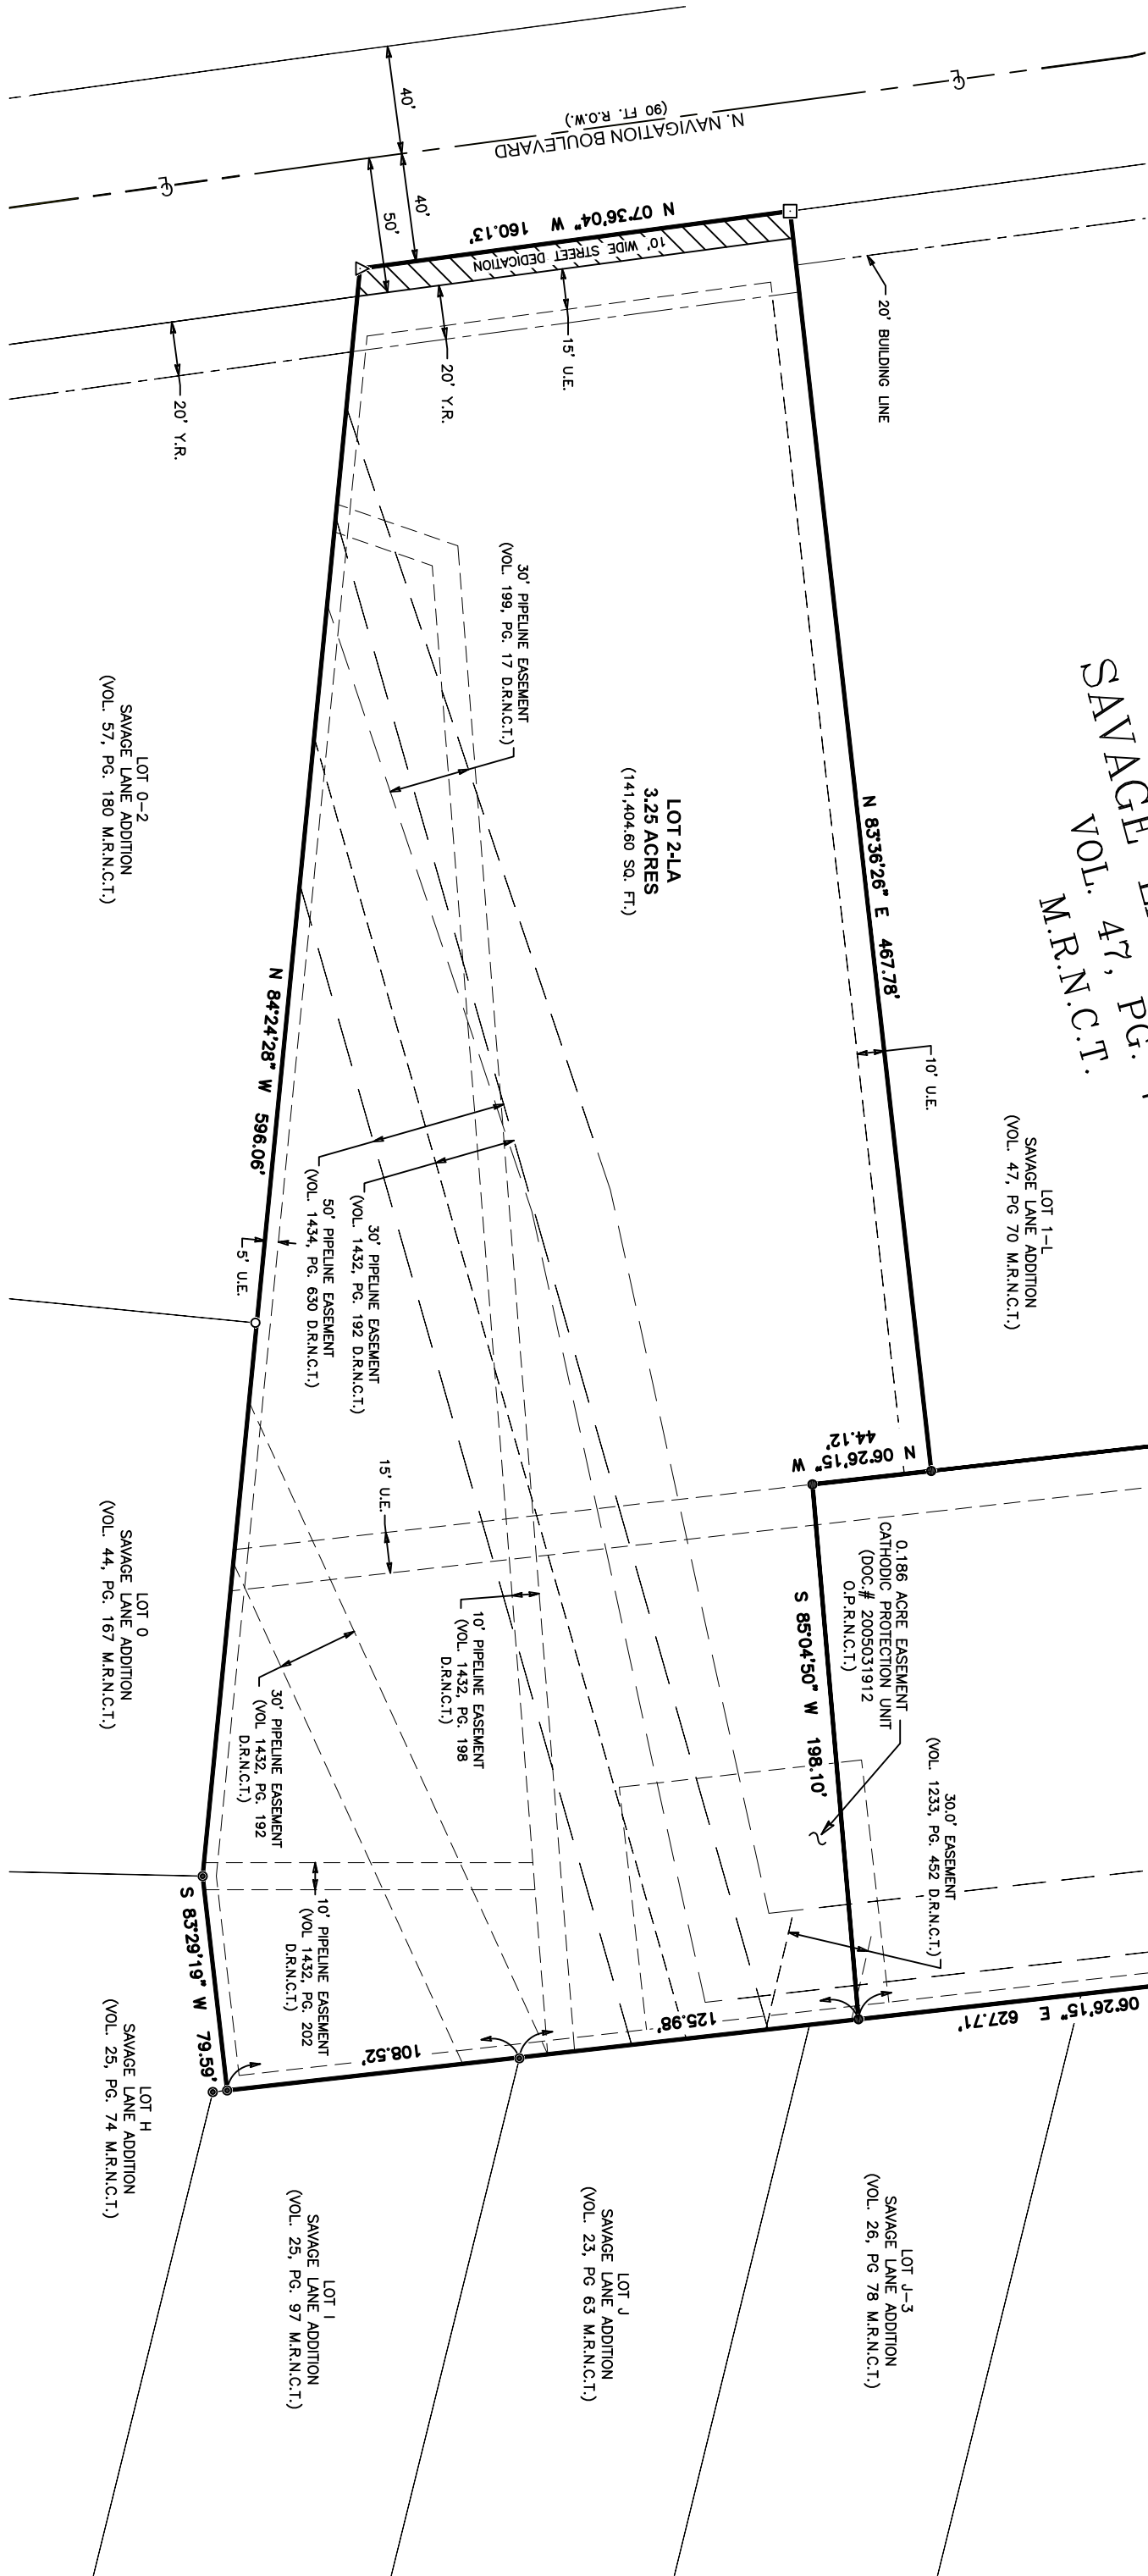 40'
N. NAVIGATION BOULEVARD
(90 FT. R.O.W.)
40'
50'
N 07°36'04" W 160.13'
10' WIDE STREET DEDICATION
15' U.E.
20' Y.R.
20' Y.R.
20' BUILDING LINE
SAVAGE
VOL. 47, PG.
M.R.N.C.T.
30' PIPELINE EASEMENT
(VOL. 199, PG. 17 D.R.N.C.T.)
LOT 0-2
SAVAGE LANE ADDITION
(VOL. 57, PG. 180 M.R.N.C.T.)
LOT 2-LA
3.25 ACRES
(141,404.60 SQ. FT.)
N 83°36'26" E 467.78'
10' U.E.
LOT 1-L
SAVAGE LANE ADDITION
(VOL. 47, PG 70 M.R.N.C.T.)
N 84°24'28" W 596.06'
5' U.E.
50' PIPELINE EASEMENT
(VOL. 1434, PG. 630 D.R.N.C.T.)
30' PIPELINE EASEMENT
(VOL. 1432, PG. 192 D.R.N.C.T.)
N 06°26'15" W
44.12'
15' U.E.
0.186 ACRE EASEMENT
CATHODIC PROTECTION UNIT
(DOC.# 2005031912
O.P.R.N.C.T.)
S 85°04'50" W 198.10'
LOT 0
SAVAGE LANE ADDITION
(VOL. 44, PG. 167 M.R.N.C.T.)
10' PIPELINE EASEMENT
(VOL. 1432, PG. 198
D.R.N.C.T.)
30' PIPELINE EASEMENT
(VOL 1432, PG. 192
D.R.N.C.T.)
30.0' EASEMENT
(VOL. 1233, PG. 452 D.R.N.C.T.)
10' PIPELINE EASEMENT
(VOL 1432, PG. 202
D.R.N.C.T.)
S 83°29'19" W 79.59'
108.52'
125.98'
06°26'15" E 627.71'
LOT H
SAVAGE LANE ADDITION
(VOL. 25, PG. 74 M.R.N.C.T.)
LOT I
SAVAGE LANE ADDITION
(VOL. 25, PG. 97 M.R.N.C.T.)
LOT J
SAVAGE LANE ADDITION
(VOL. 23, PG 63 M.R.N.C.T.)
LOT J-3
SAVAGE LANE ADDITION
(VOL. 26, PG 78 M.R.N.C.T.)